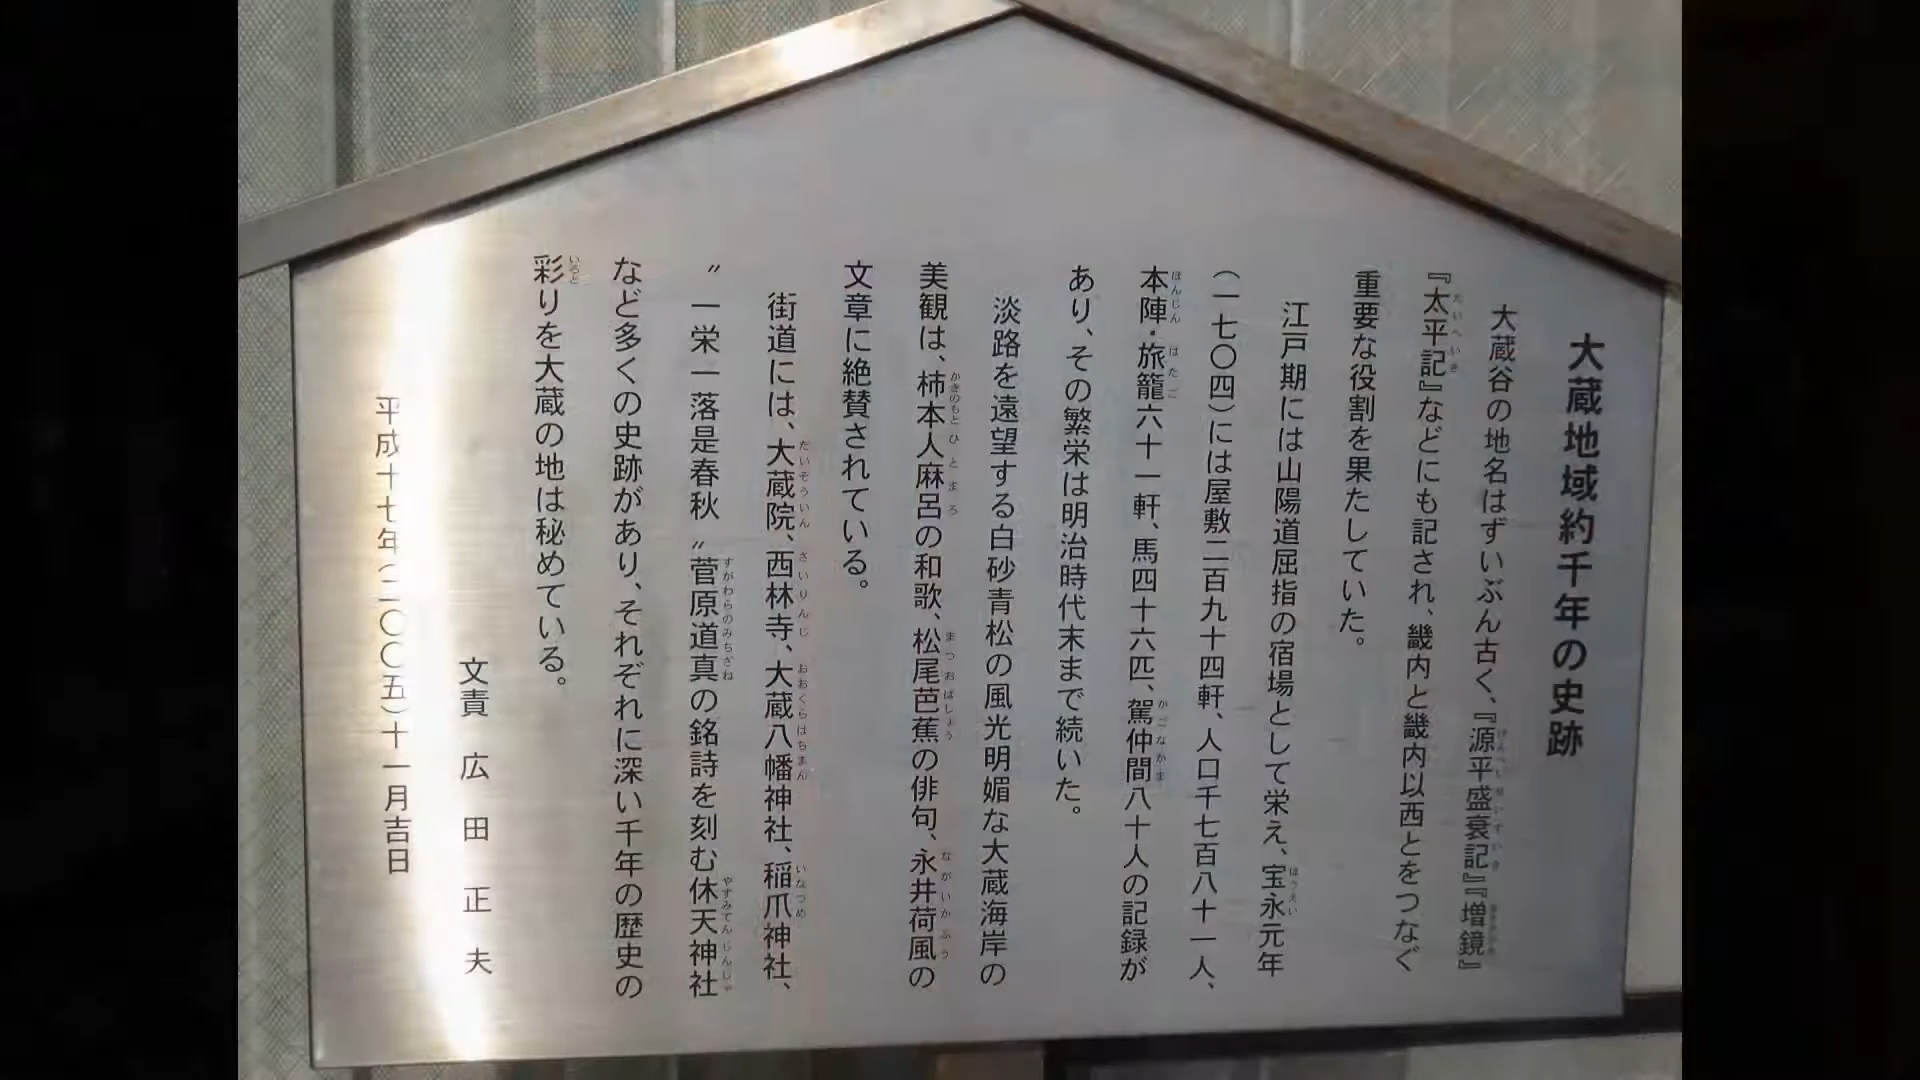 大蔵地域約千年の史跡
大蔵谷の地名はずいぶん古く、『源平盛衰記』『増鏡』
『太平記』などにも記され、畿内と畿内以西とをつなぐ
重要な役割を果たしていた。
江戸期には山陽道屈指の宿場として栄え、宝永元年
(一七〇四)には屋敷二百九十四軒、人口千七百八十一人、
本陣・旅籠六十一軒、馬四十六匹、駕仲間八十人の記録が
あり、その繁栄は明治時代末まで続いた。
淡路を遠望する白砂青松の風光明媚な大蔵海岸の
美観は、柿本人麻呂の和歌、松尾芭蕉の俳句、永井荷風の
文章に絶賛されている。
街道には、大蔵院、西林寺、大蔵八幡神社、稲爪神社、
〝一栄一落是春秋〟菅原道真の銘詩を刻む休天神社
など多くの史跡があり、それぞれに深い千年の歴史の
彩りを大蔵の地は秘めている。
文責 広田正夫
平成十七年(二〇〇五)十一月吉日